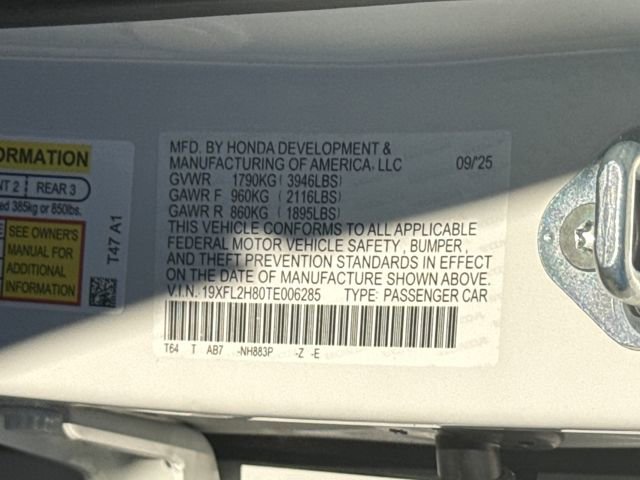 ORMATION
NT 2 REAR 3
ed 385kg or 850lbs.
SEE OWNER'S
MANUAL FOR
ADDITIONAL
INFORMATION
T47 A1
MFD. BY HONDA DEVELOPMENT &
MANUFACTURING OF AMERICA, LLC 09/'25
GVWR 1790KG ( 3946LBS)
GAWR F 960KG ( 2116LBS)
GAWR R 860KG ( 1895LBS)
THIS VEHICLE CONFORMS TO ALL APPLICABLE
FEDERAL MOTOR VEHICLE SAFETY , BUMPER ,
AND THEFT PREVENTION STANDARDS IN EFFECT
ON THE DATE OF MANUFACTURE SHOWN ABOVE.
V.I.N. 19XFL2H80TE006285 TYPE: PASSENGER CAR
T64 T AB7 -NH883P -Z -E